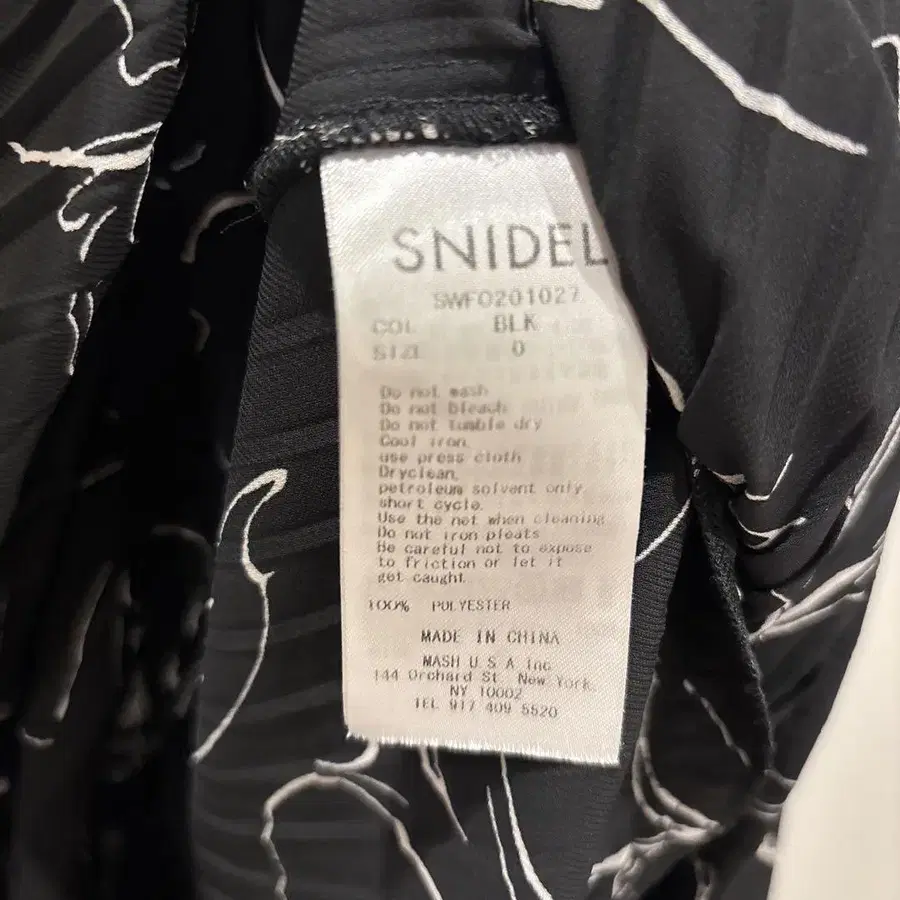 SNIDEL
SWFO201027
COL BLK
SIZE 0
Do not wash
Do not bleach
Do not tumble dry
Cool iron,
use press cloth
Dryclean,
petroleum solvent only
short cycle.
Use the net when cleaning
Do not iron pleats
Be careful not to expose
to friction or let it
get caught.
100% POLYESTER
MADE IN CHINA
MASH U.S.A Inc
144 Orchard St New York,
NY 10002
TEL 917 409 5520